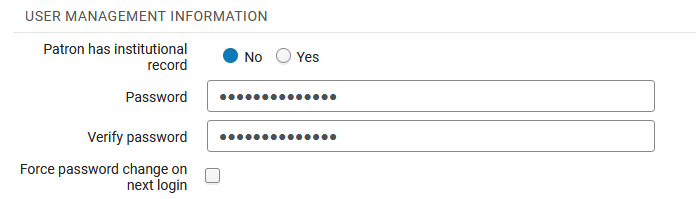 USER MANAGEMENT INFORMATION
Patron has institutional
record
No
Yes
Password
••••••••••••••
Verify password
••••••••••••••
Force password change on
next login